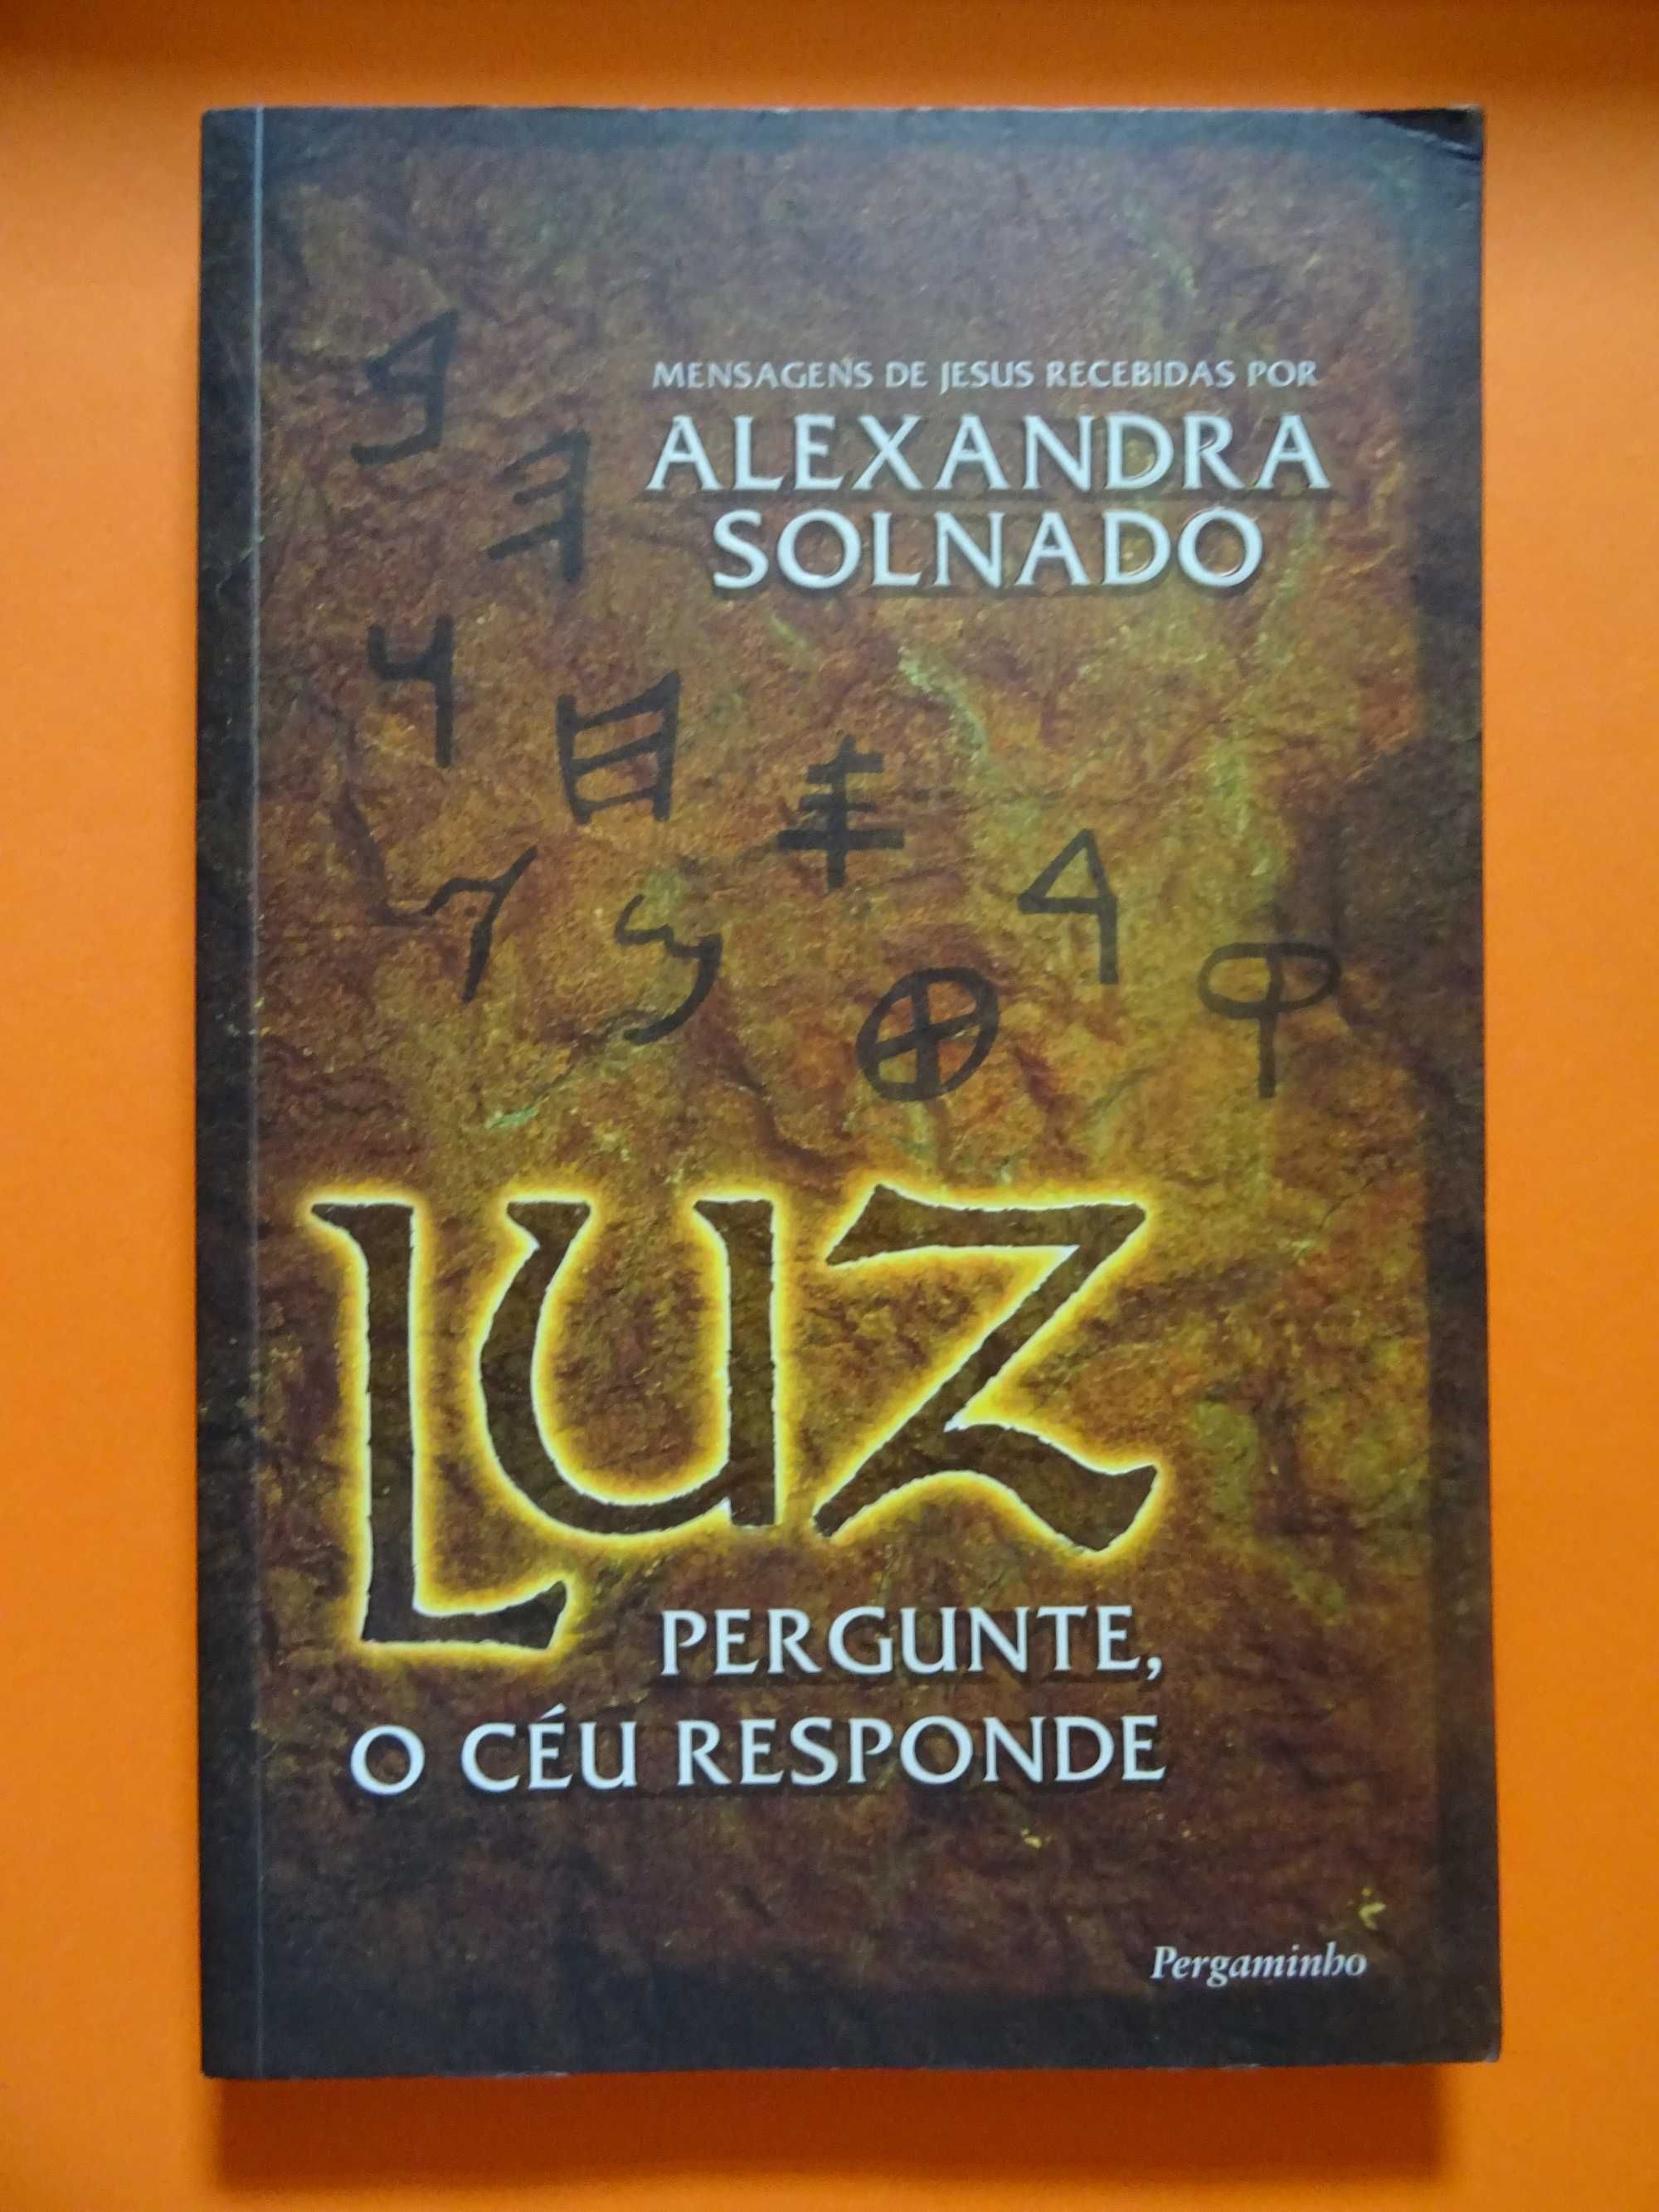 MENSAGENS DE JESUS RECEBIDAS POR
ALEXANDRA
SOLNADO
LUZ
PERGUNTE,
O CÉU RESPONDE
Pergaminho